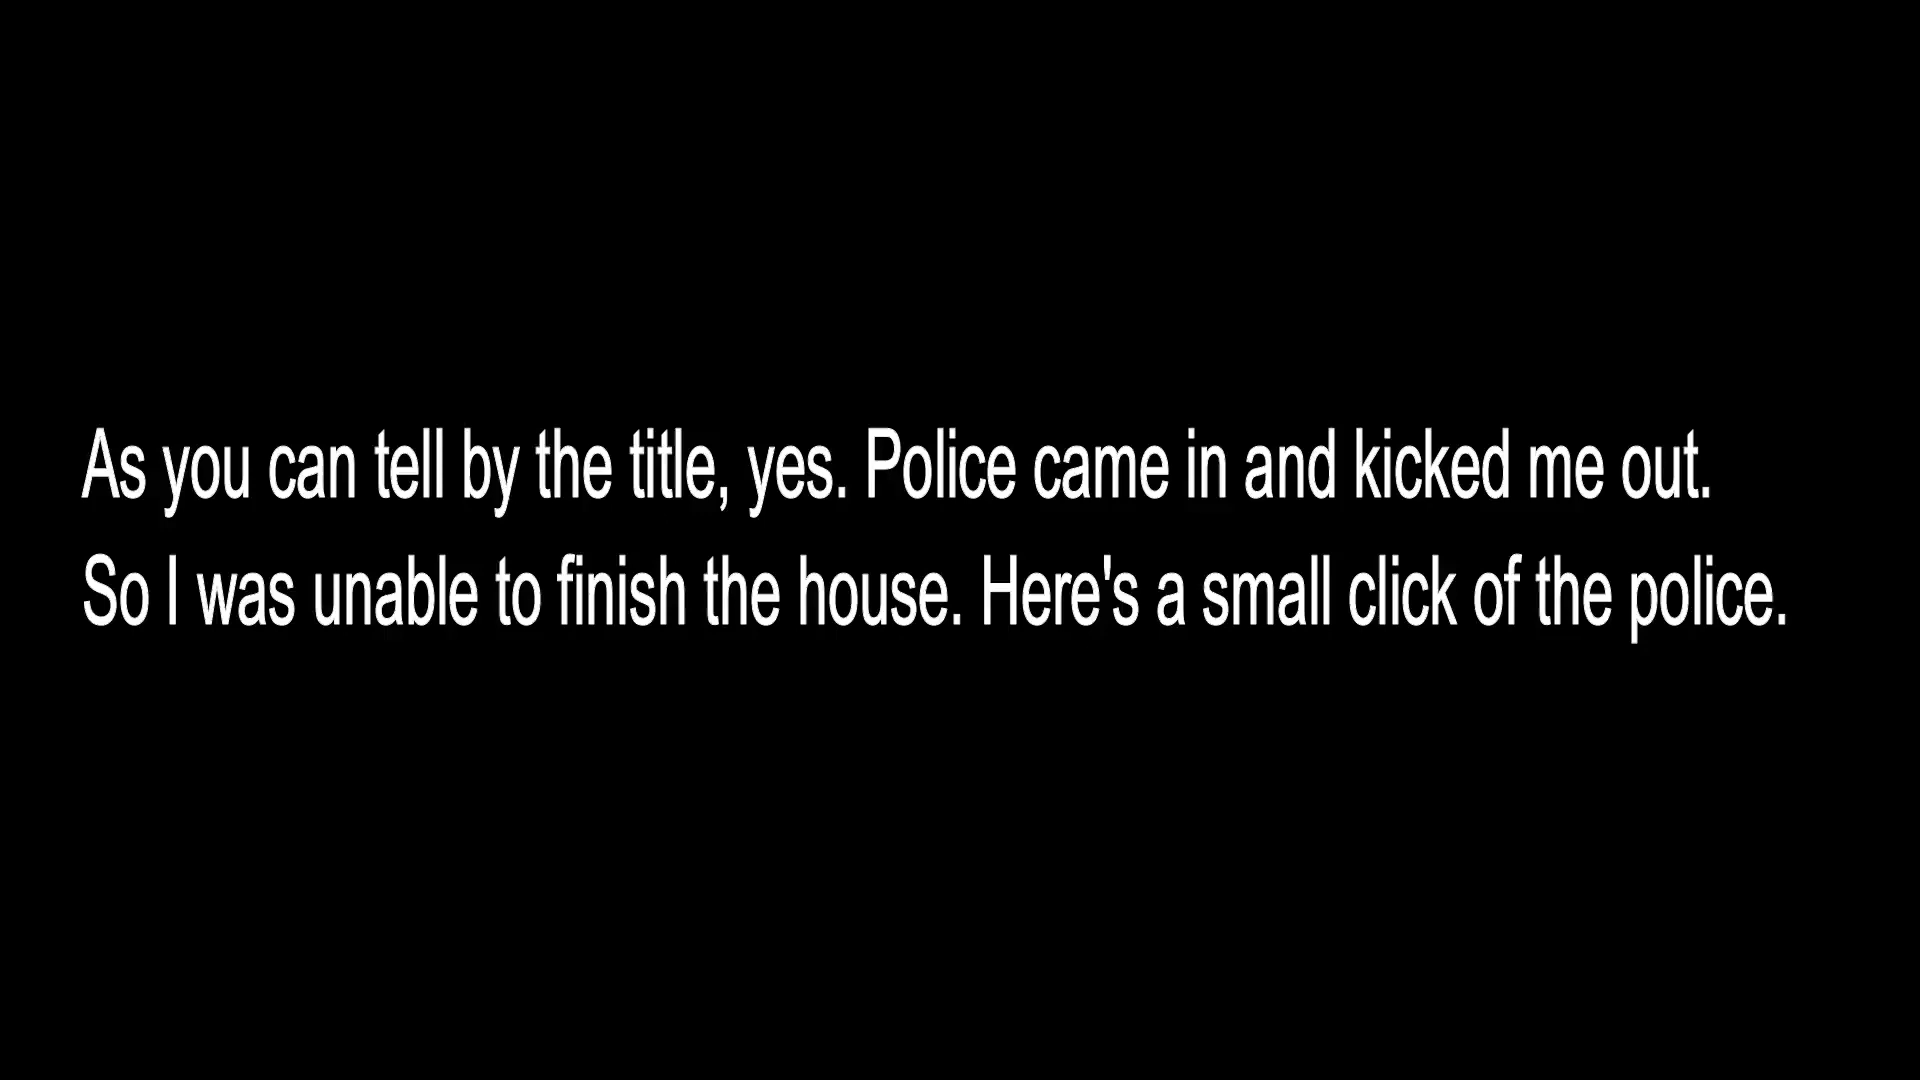 As you can tell by the title, yes. Police came in and kicked me out.
So I was unable to finish the house. Here's a small click of the police.